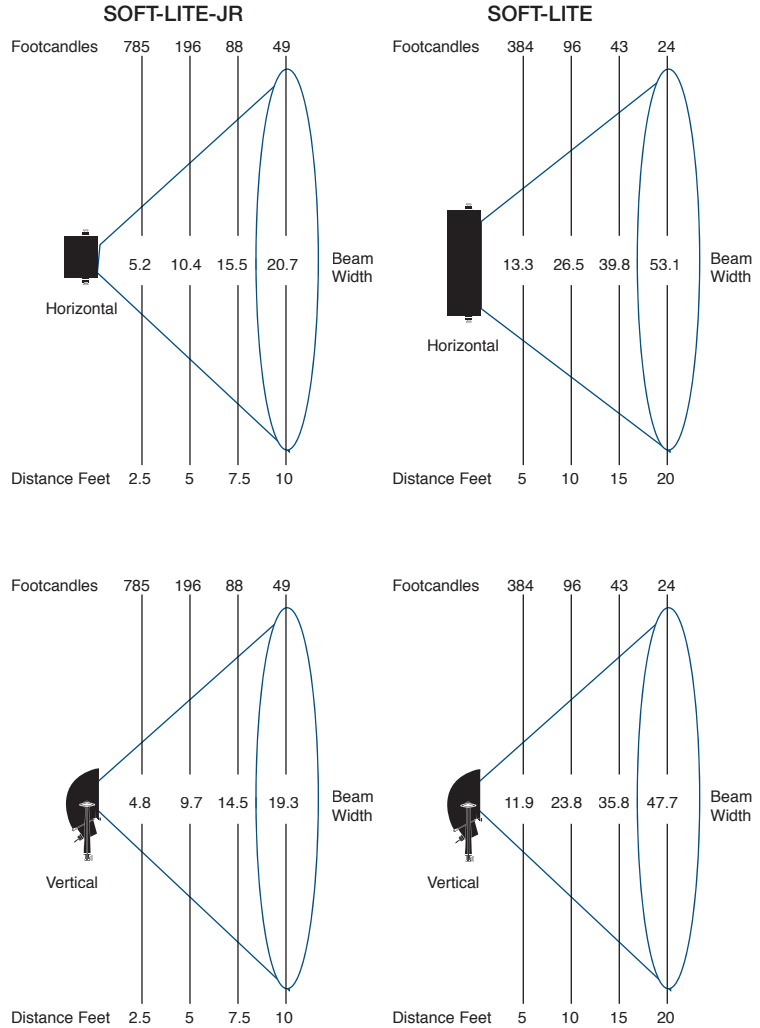 SOFT-LITE-JR
Footcandles 785 196 88 49
5.2 10.4 15.5 20.7 Beam
Width
Horizontal
Distance Feet 2.5 5 7.5 10
SOFT-LITE
Footcandles 384 96 43 24
13.3 26.5 39.8 53.1 Beam
Width
Horizontal
Distance Feet 5 10 15 20
Footcandles 785 196 88 49
4.8 9.7 14.5 19.3 Beam
Width
Vertical
Distance Feet 2.5 5 7.5 10
Footcandles 384 96 43 24
11.9 23.8 35.8 47.7 Beam
Width
Vertical
Distance Feet 5 10 15 20